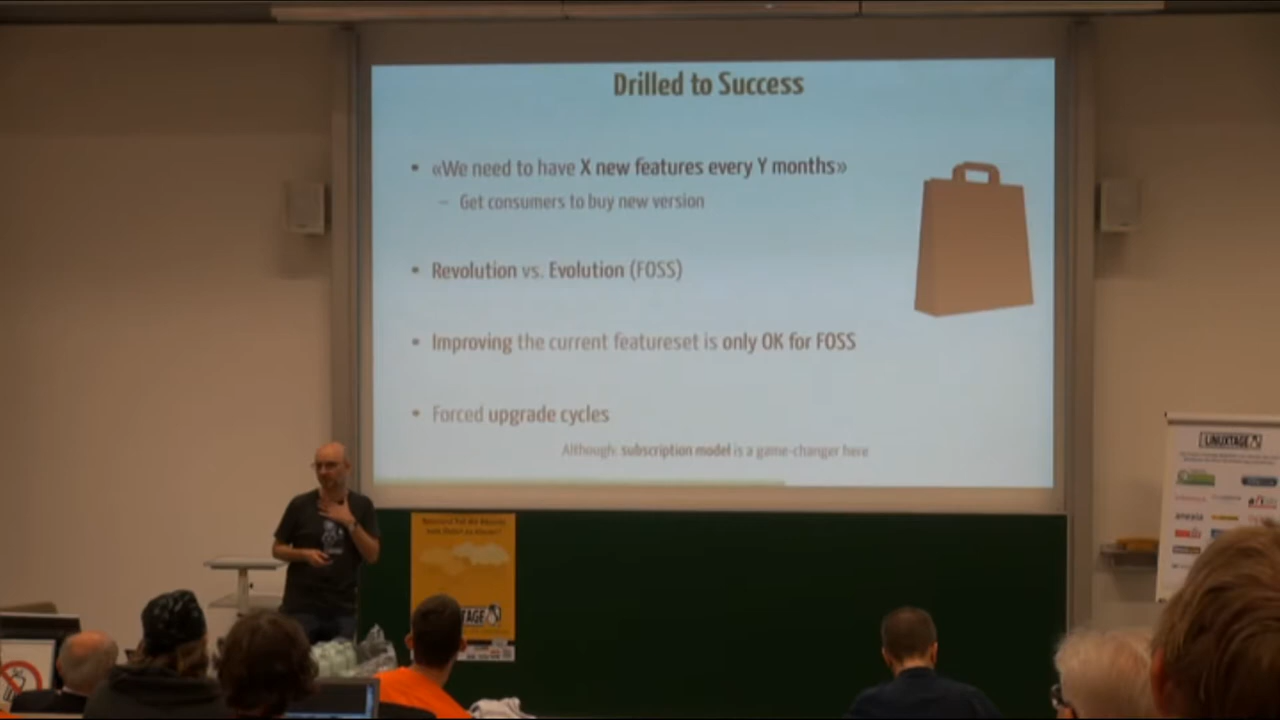 Drilled to Success
• «We need to have X new features every Y months»
– Get consumers to buy new version
• Revolution vs. Evolution (FOSS)
• Improving the current featureset is only OK for FOSS
• Forced upgrade cycles
Although: subscription model is a game-changer here
LINUXTAGE
TAGE
anexia